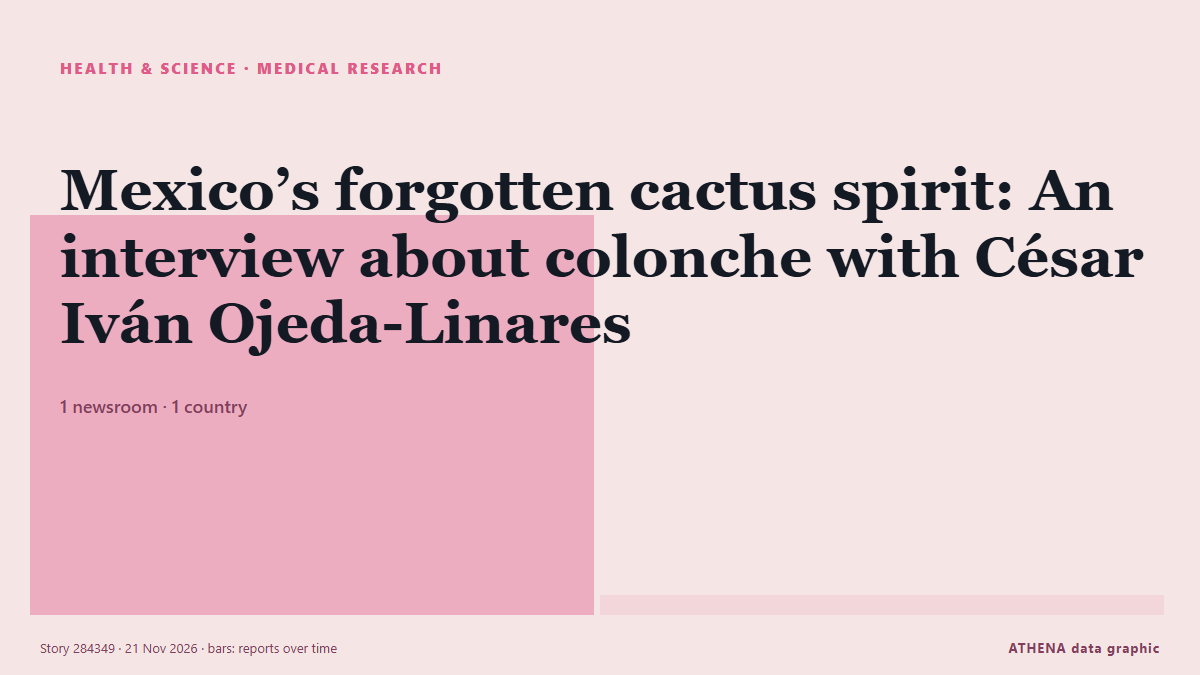 HEALTH & SCIENCE · MEDICAL RESEARCH
Mexico’s forgotten cactus spirit: An
interview about colonche with César
Iván Ojeda-Linares
1 newsroom · 1 country
Story 284349 · 21 Nov 2026 · bars: reports over time
ATHENA data graphic